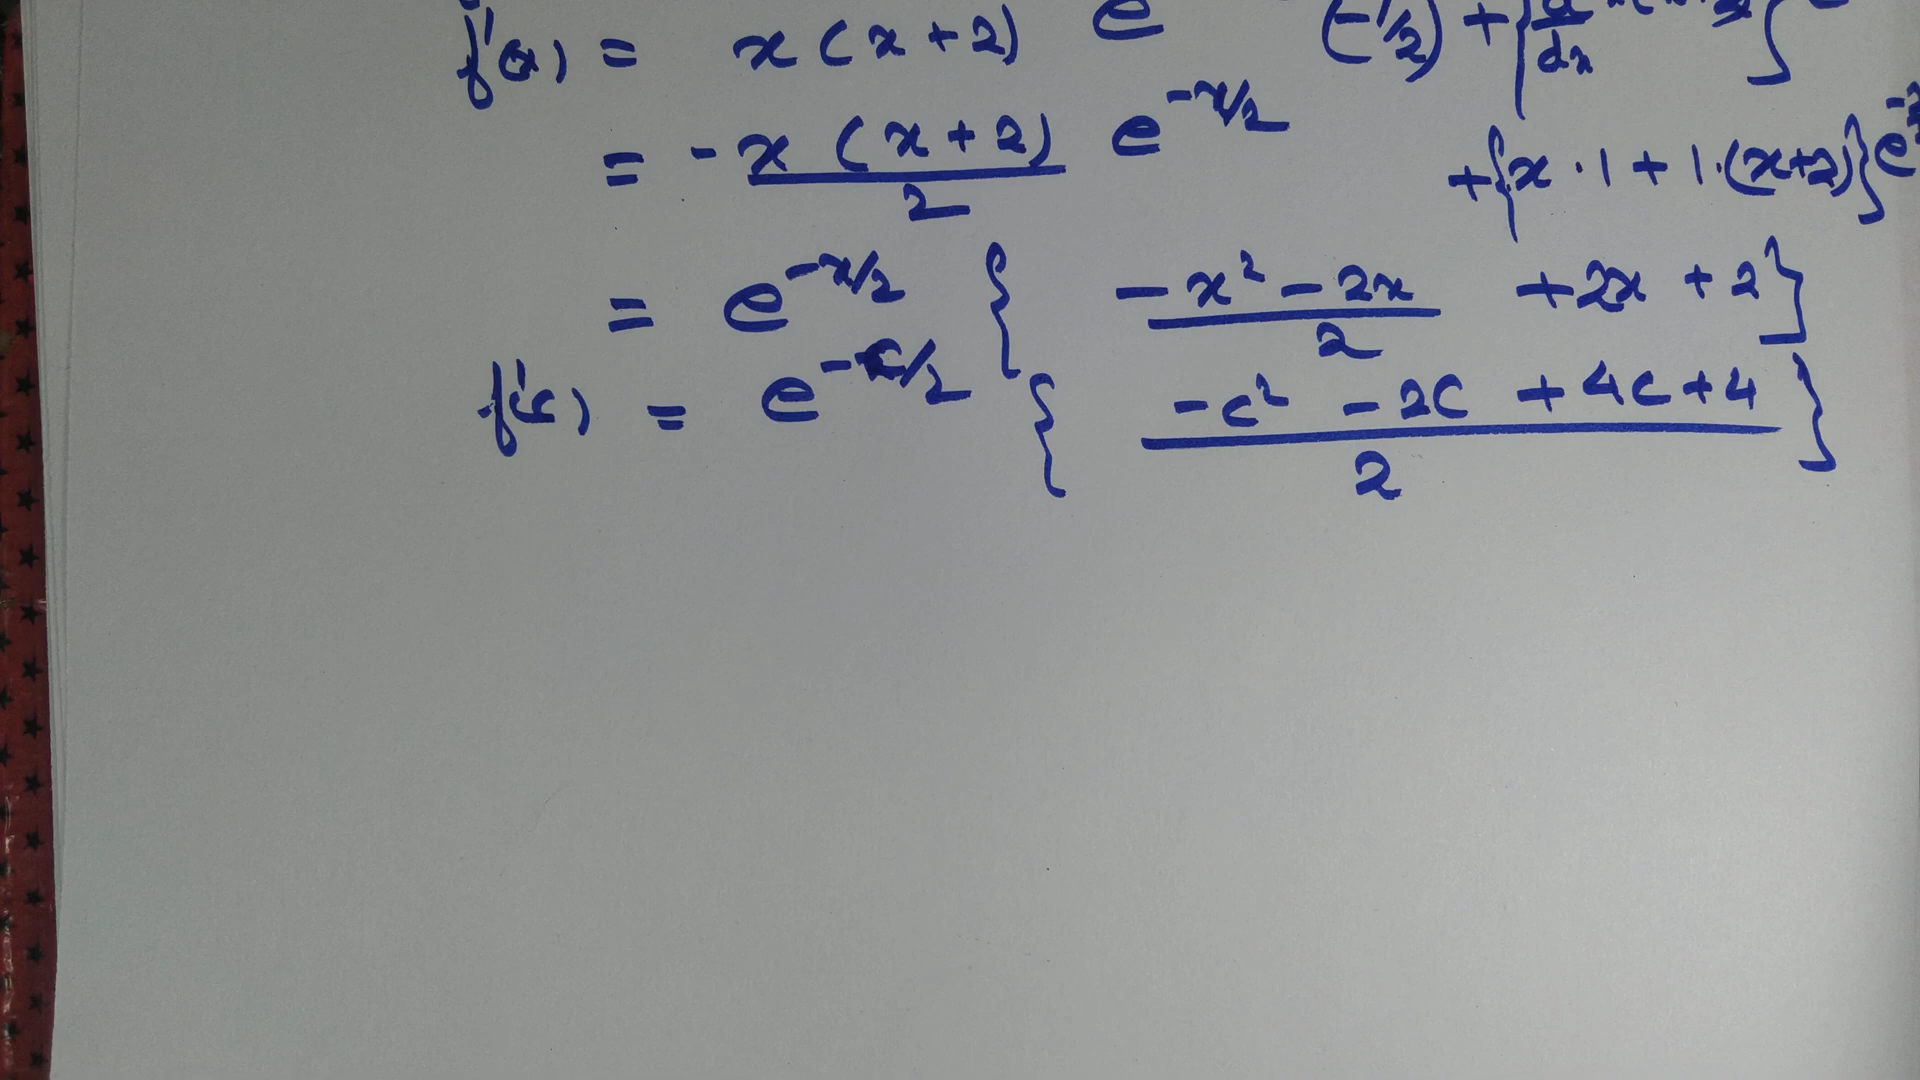 f'(x) = x (x+2) e (-1/2) + { d/dx }
= - x (x+2) / 2 e^{-x/2} + {x·1 + 1·(x+2)} e
= e^{-x/2} { (-x² - 2x) / 2 + 2x + 2 }
f'(c) = e^{-c/2} { (-c² - 2c + 4c + 4) / 2 }